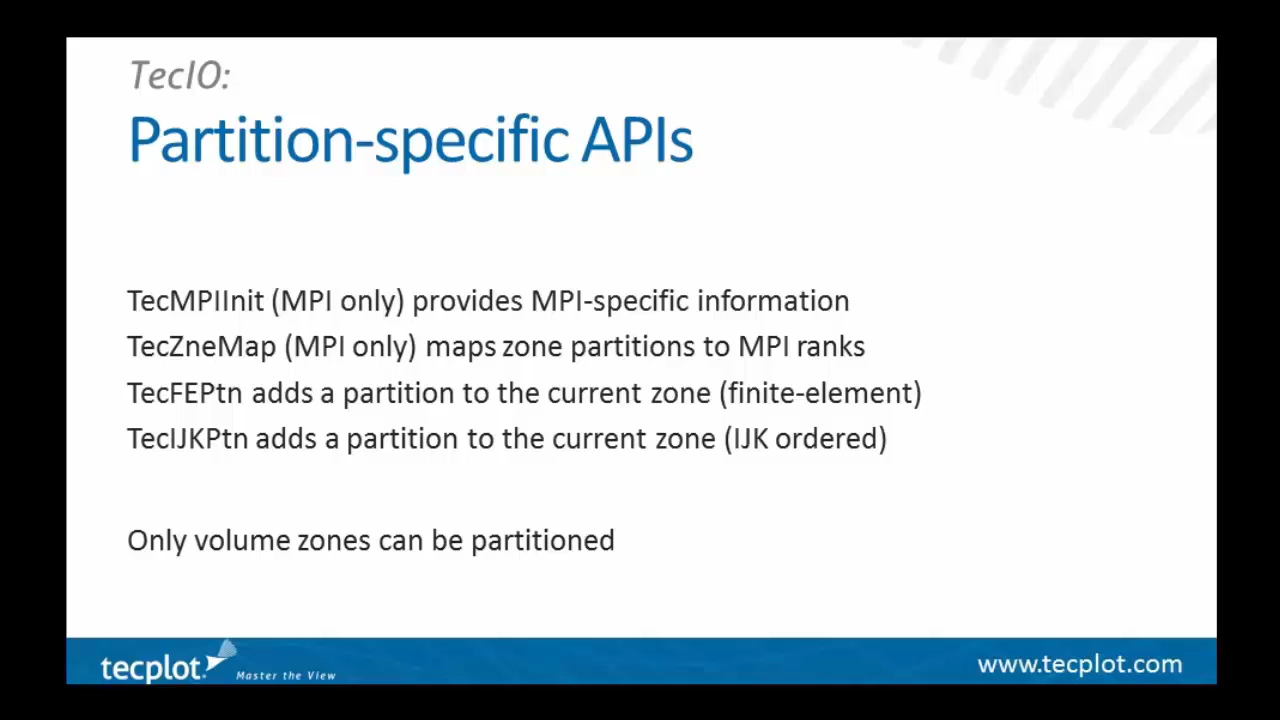 TecIO:
Partition-specific APIs
TecMPIInit (MPI only) provides MPI-specific information
TecZneMap (MPI only) maps zone partitions to MPI ranks
TecFEPtn adds a partition to the current zone (finite-element)
TecIJKPtn adds a partition to the current zone (IJK ordered)
Only volume zones can be partitioned
tecplot. Master the View
www.tecplot.com